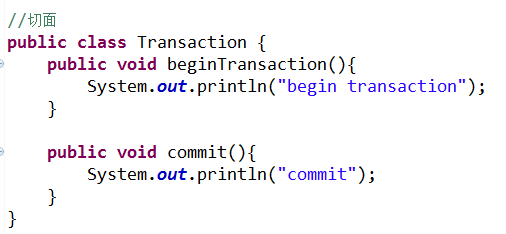 //切面
public class Transaction {
    public void beginTransaction(){
        System.out.println("begin transaction");
    }

    public void commit(){
        System.out.println("commit");
    }
}